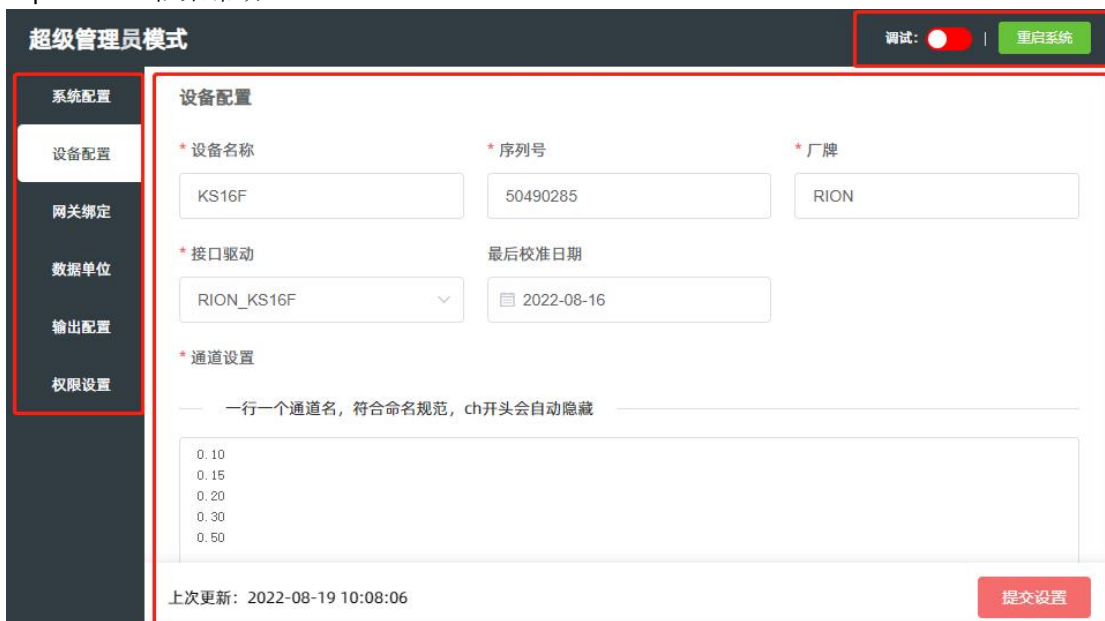 超级管理员模式
调试: | 重启系统
系统配置
设备配置
网关绑定
数据单位
输出配置
权限设置
设备配置
* 设备名称 * 序列号 * 厂牌
KS16F 50490285 RION
* 接口驱动 最后校准日期
RION_KS16F 2022-08-16
* 通道设置
一行一个通道名，符合命名规范，ch开头会自动隐藏
0.10
0.15
0.20
0.30
0.50
上次更新：2022-08-19 10:08:06 提交设置